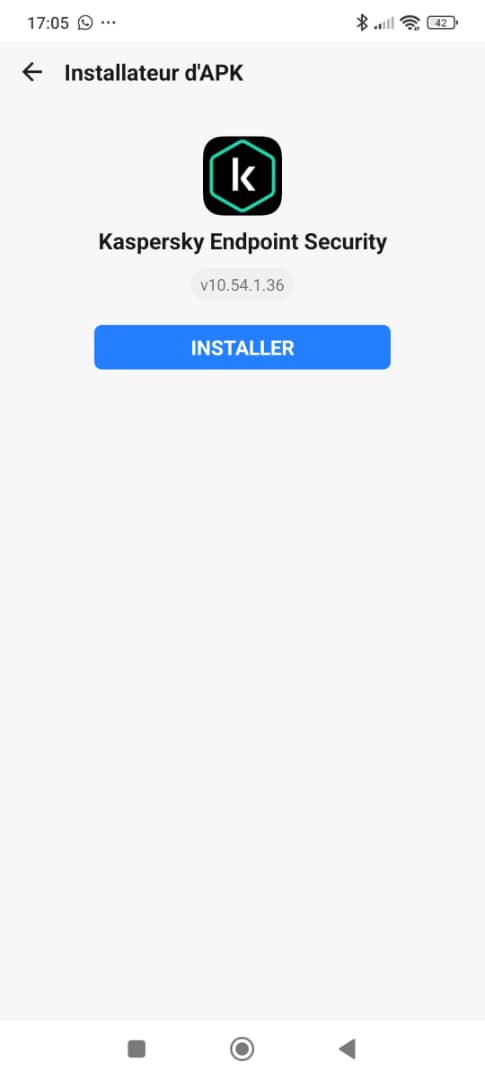 17:05 ...
42
Installateur d'APK
k
Kaspersky Endpoint Security
v10.54.1.36
INSTALLER